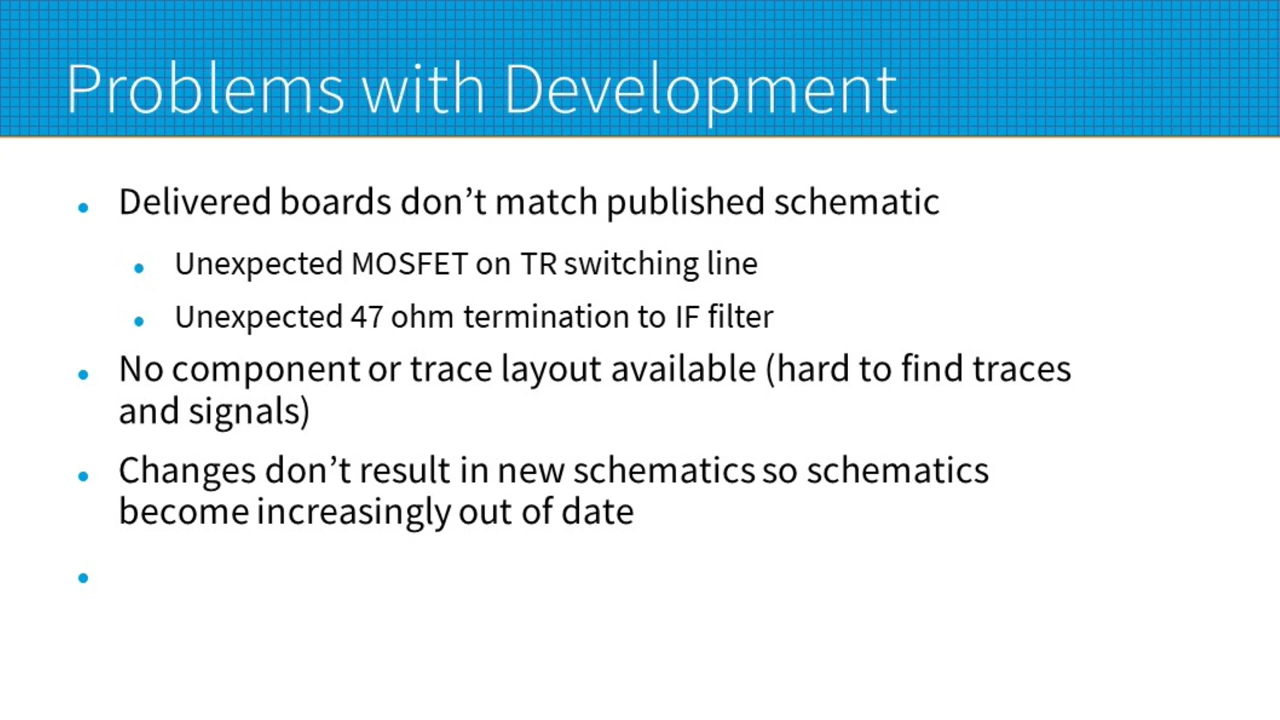 Problems with Development
Delivered boards don’t match published schematic
Unexpected MOSFET on TR switching line
Unexpected 47 ohm termination to IF filter
No component or trace layout available (hard to find traces
and signals)
Changes don’t result in new schematics so schematics
become increasingly out of date